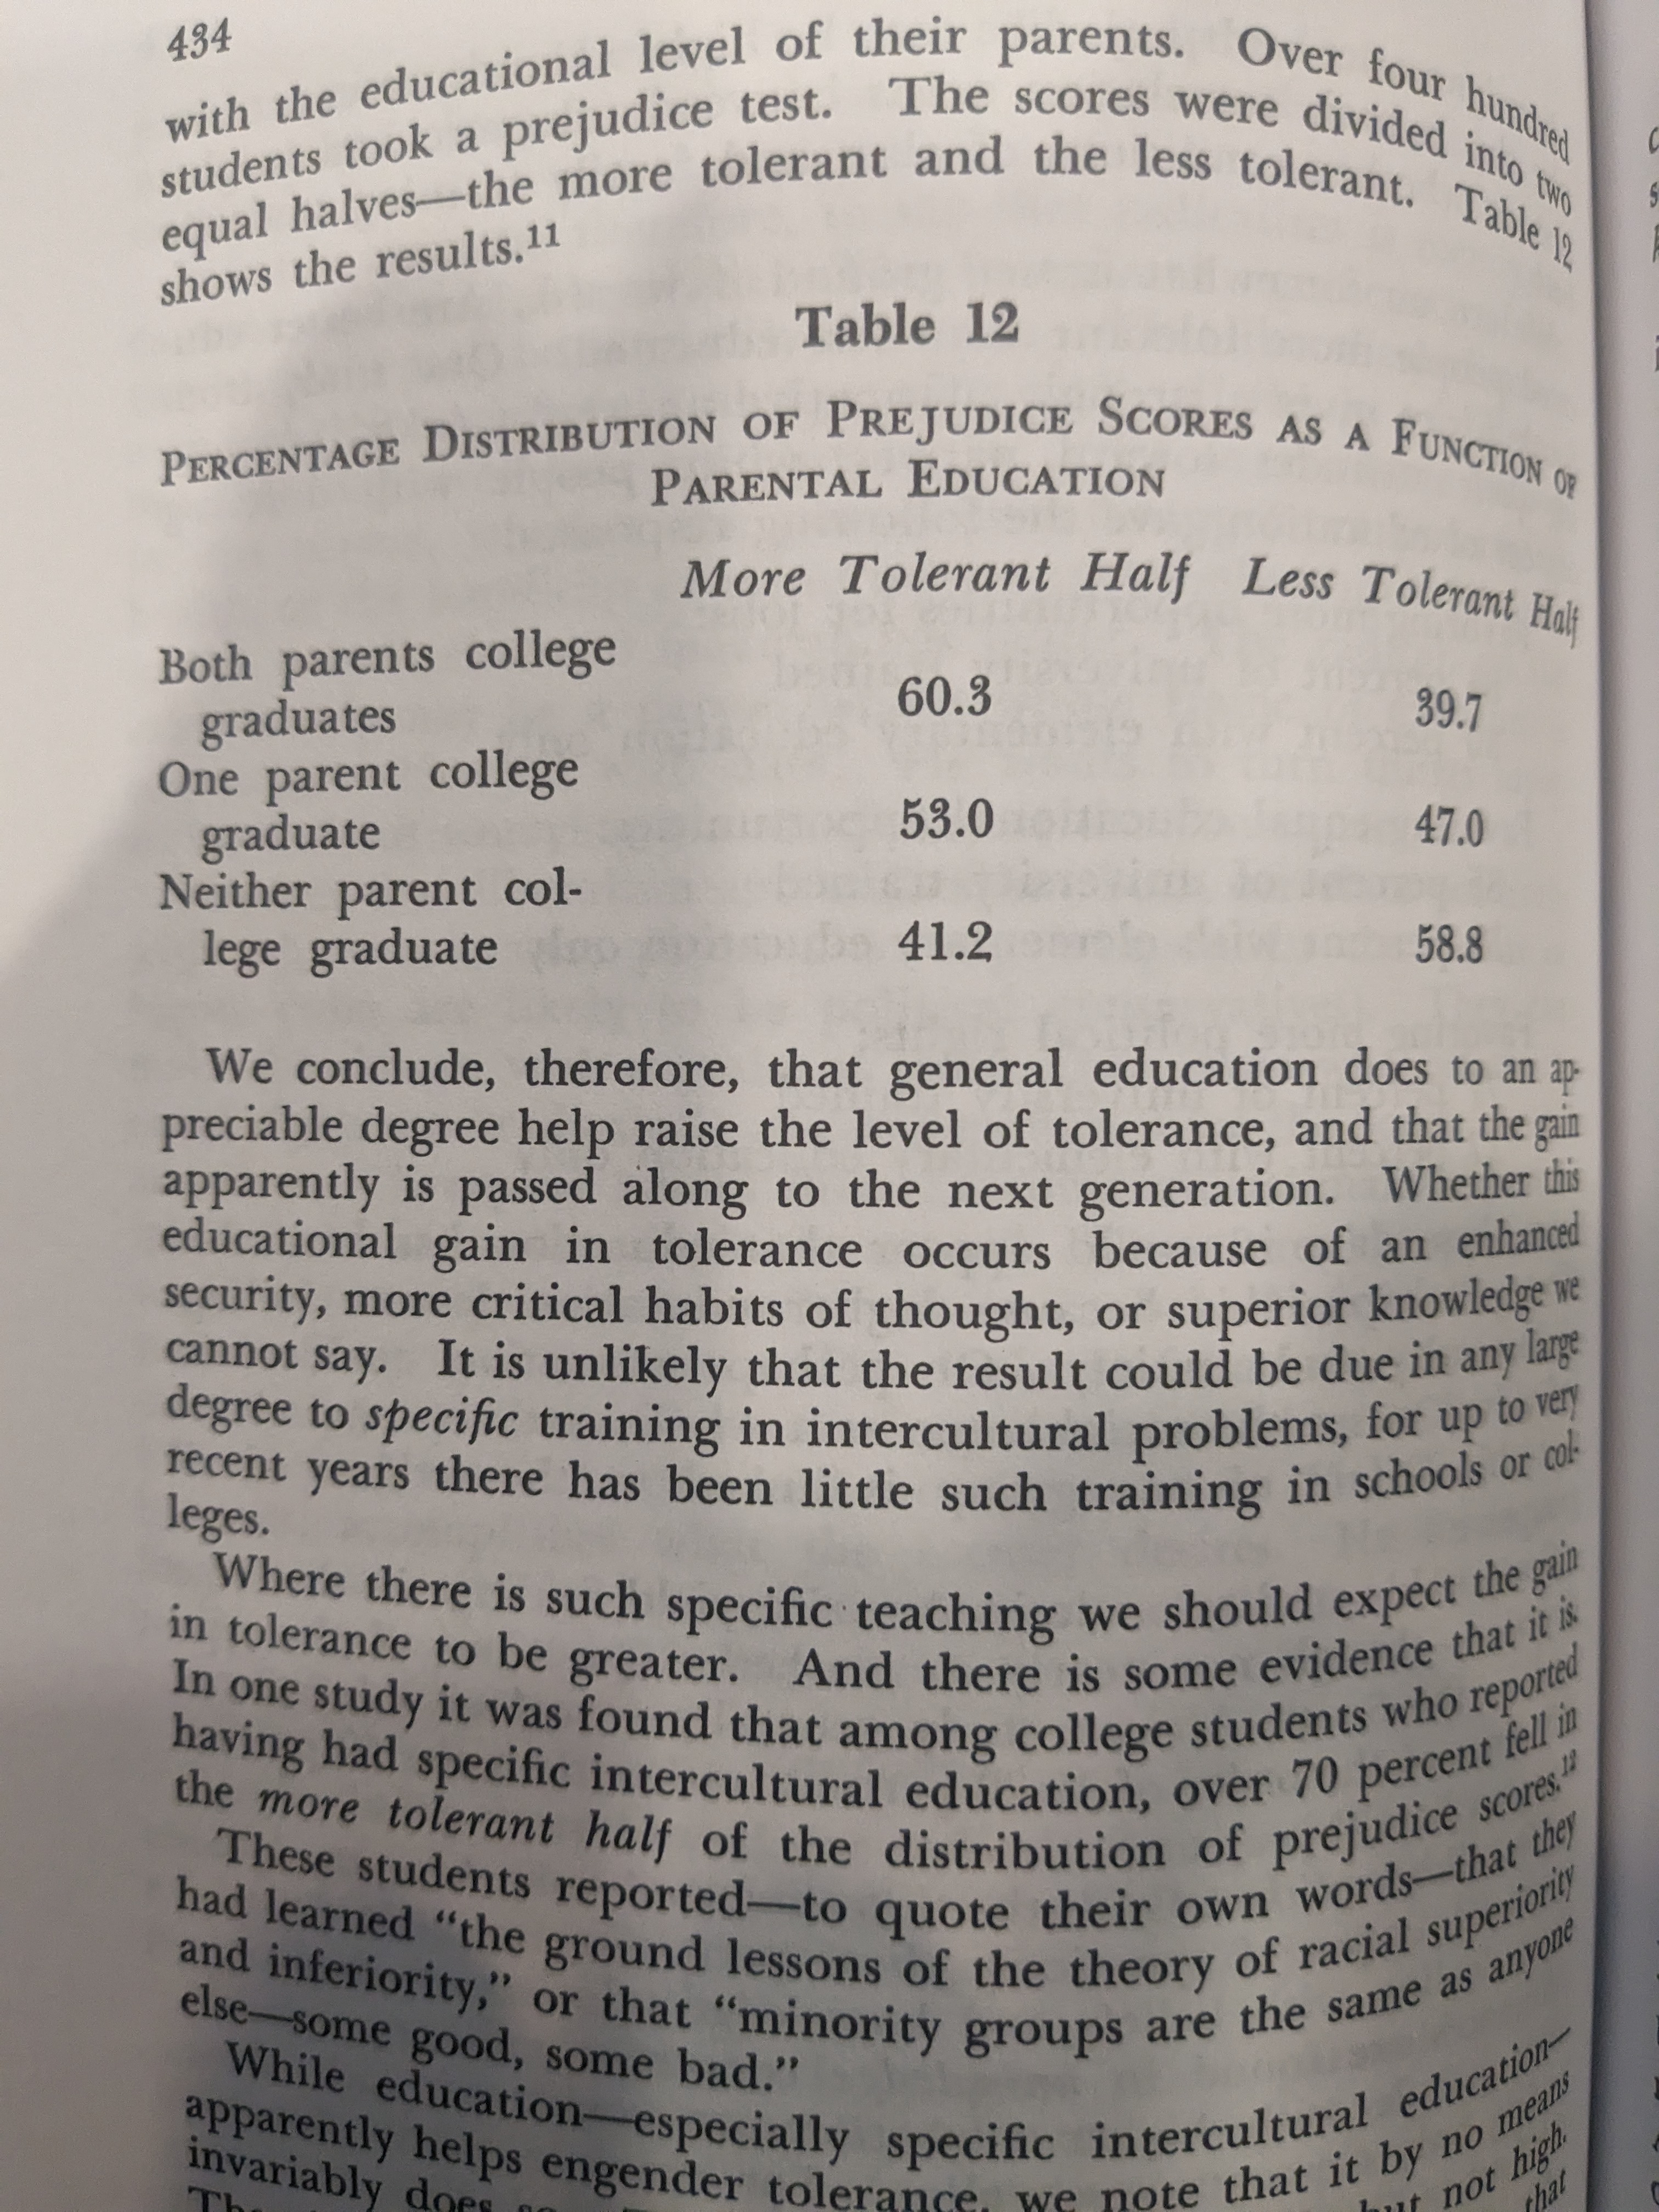 434
with the educational level of their parents. Over four hundred
students took a prejudice test. The scores were divided into two
equal halves—the more tolerant and the less tolerant. Table 12
shows the results.11
Table 12
PERCENTAGE DISTRIBUTION OF PREJUDICE SCORES AS A FUNCTION OF
PARENTAL EDUCATION
More Tolerant Half Less Tolerant Half
Both parents college
graduates 60.3 39.7
One parent college
graduate 53.0 47.0
Neither parent col-
lege graduate 41.2 58.8
We conclude, therefore, that general education does to an ap-
preciable degree help raise the level of tolerance, and that the gain
apparently is passed along to the next generation. Whether this
educational gain in tolerance occurs because of an enhanced
security, more critical habits of thought, or superior knowledge we
cannot say. It is unlikely that the result could be due in any large
degree to specific training in intercultural problems, for up to very
recent years there has been little such training in schools or col-
leges.
Where there is such specific teaching we should expect the gain
in tolerance to be greater. And there is some evidence that it is.
In one study it was found that among college students who reported
having had specific intercultural education, over 70 percent fell in
the more tolerant half of the distribution of prejudice scores.12
These students reported—to quote their own words—that they
had learned “the ground lessons of the theory of racial superiority
and inferiority,” or that “minority groups are the same as anyone
else—some good, some bad.”
While education—especially specific intercultural education—
apparently helps engender tolerance, we note that it by no means
invariably does but not high.
that